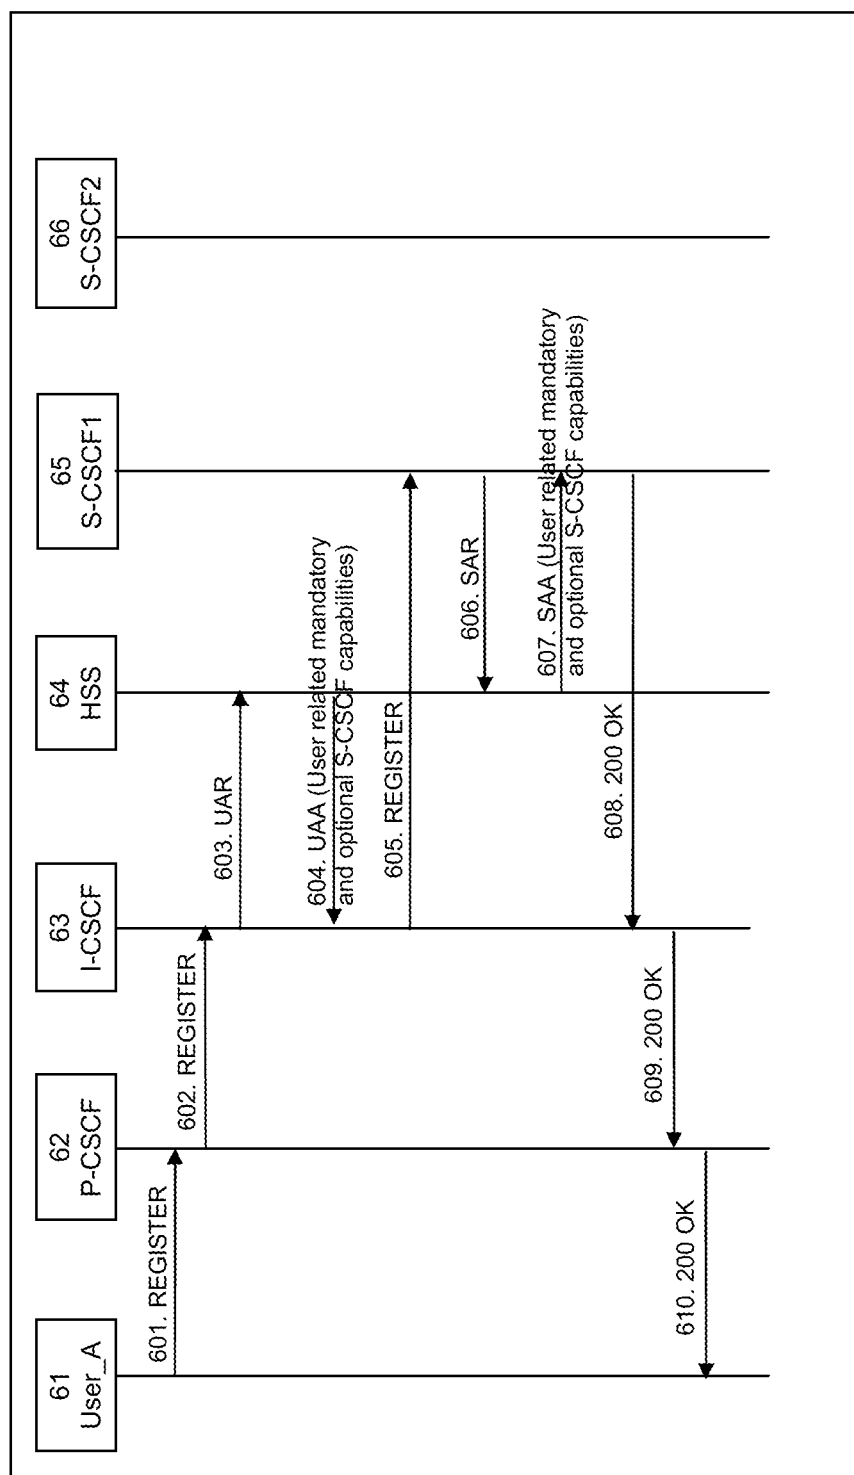 61
User_A
62
P-CSCF
63
I-CSCF
64
HSS
65
S-CSCF1
66
S-CSCF2
601. REGISTER
602. REGISTER
603. UAR
604. UAA (User related mandatory
and optional S-CSCF capabilities)
605. REGISTER
606. SAR
607. SAA (User related mandatory
and optional S-CSCF capabilities)
608. 200 OK
609. 200 OK
610. 200 OK